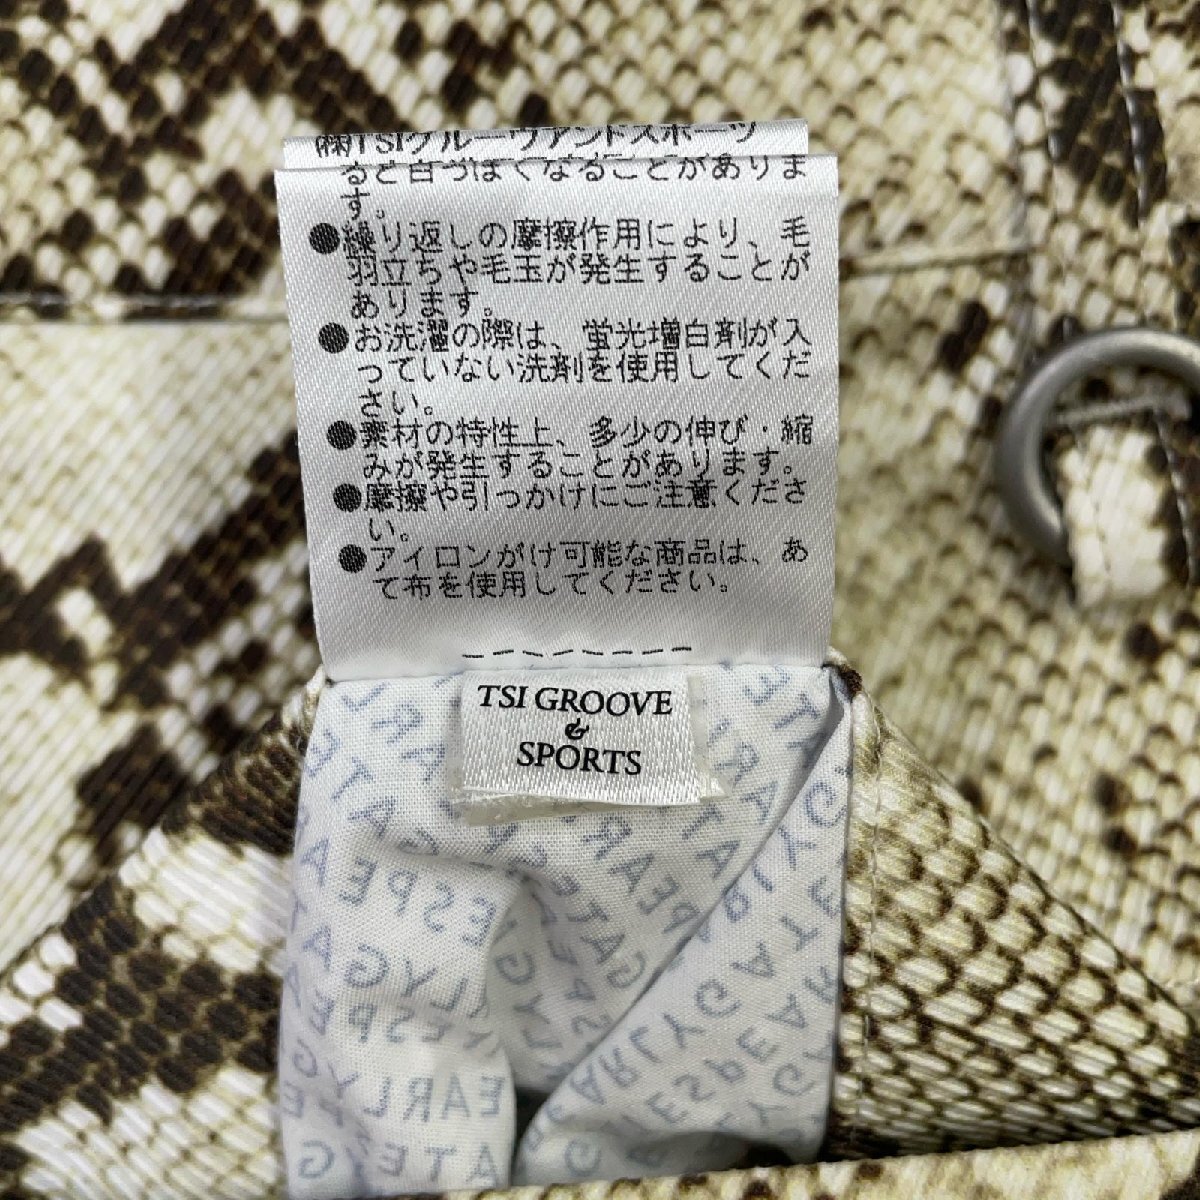 ㈱TSIグルーヴアンドスポーツ
ると白っぽくなることがありま
す。
●繰り返しの摩擦作用により、毛
羽立ちや毛玉が発生することが
あります。
●お洗濯の際は、蛍光増白剤が入
っていない洗剤を使用してくだ
さい。
●素材の特性上、多少の伸び・縮
みが発生することがあります。
●摩擦や引っかけにご注意くださ
い。
●アイロンがけ可能な商品は、あ
て布を使用してください。
TSI GROOVE
&
SPORTS